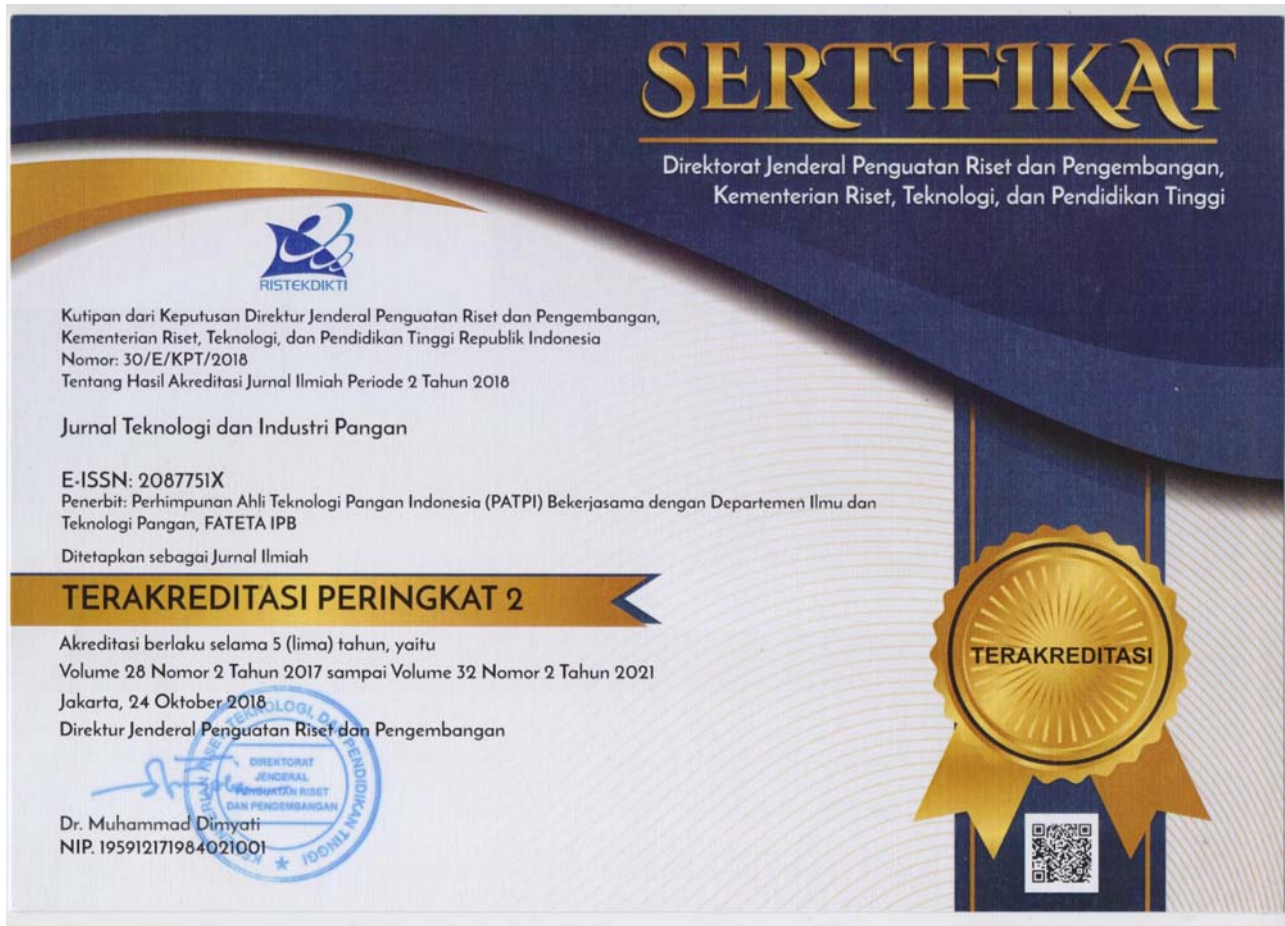 SERTIFIKAT
Direktorat Jenderal Penguatan Riset dan Pengembangan,
Kementerian Riset, Teknologi, dan Pendidikan Tinggi
RISTEKDIKTI
Kutipan dari Keputusan Direktur Jenderal Penguatan Riset dan Pengembangan,
Kementerian Riset, Teknologi, dan Pendidikan Tinggi Republik Indonesia
Nomor: 30/E/KPT/2018
Tentang Hasil Akreditasi Jurnal Ilmiah Periode 2 Tahun 2018
Jurnal Teknologi dan Industri Pangan
E-ISSN: 2087751X
Penerbit: Perhimpunan Ahli Teknologi Pangan Indonesia (PATPI) Bekerjasama dengan Departemen Ilmu dan
Teknologi Pangan, FATETA IPB
Ditetapkan sebagai Jurnal Ilmiah
TERAKREDITASI PERINGKAT 2
Akreditasi berlaku selama 5 (lima) tahun, yaitu
Volume 28 Nomor 2 Tahun 2017 sampai Volume 32 Nomor 2 Tahun 2021
Jakarta, 24 Oktober 2018
Direktur Jenderal Penguatan Riset dan Pengembangan
KEMENTERIAN RISET, TEKNOLOGI, DAN PENDIDIKAN TINGGI
DIREKTORAT
JENDERAL
PENGUATAN RISET
DAN PENGEMBANGAN
Dr. Muhammad Dimyati
NIP. 195912171984021001
TERAKREDITASI